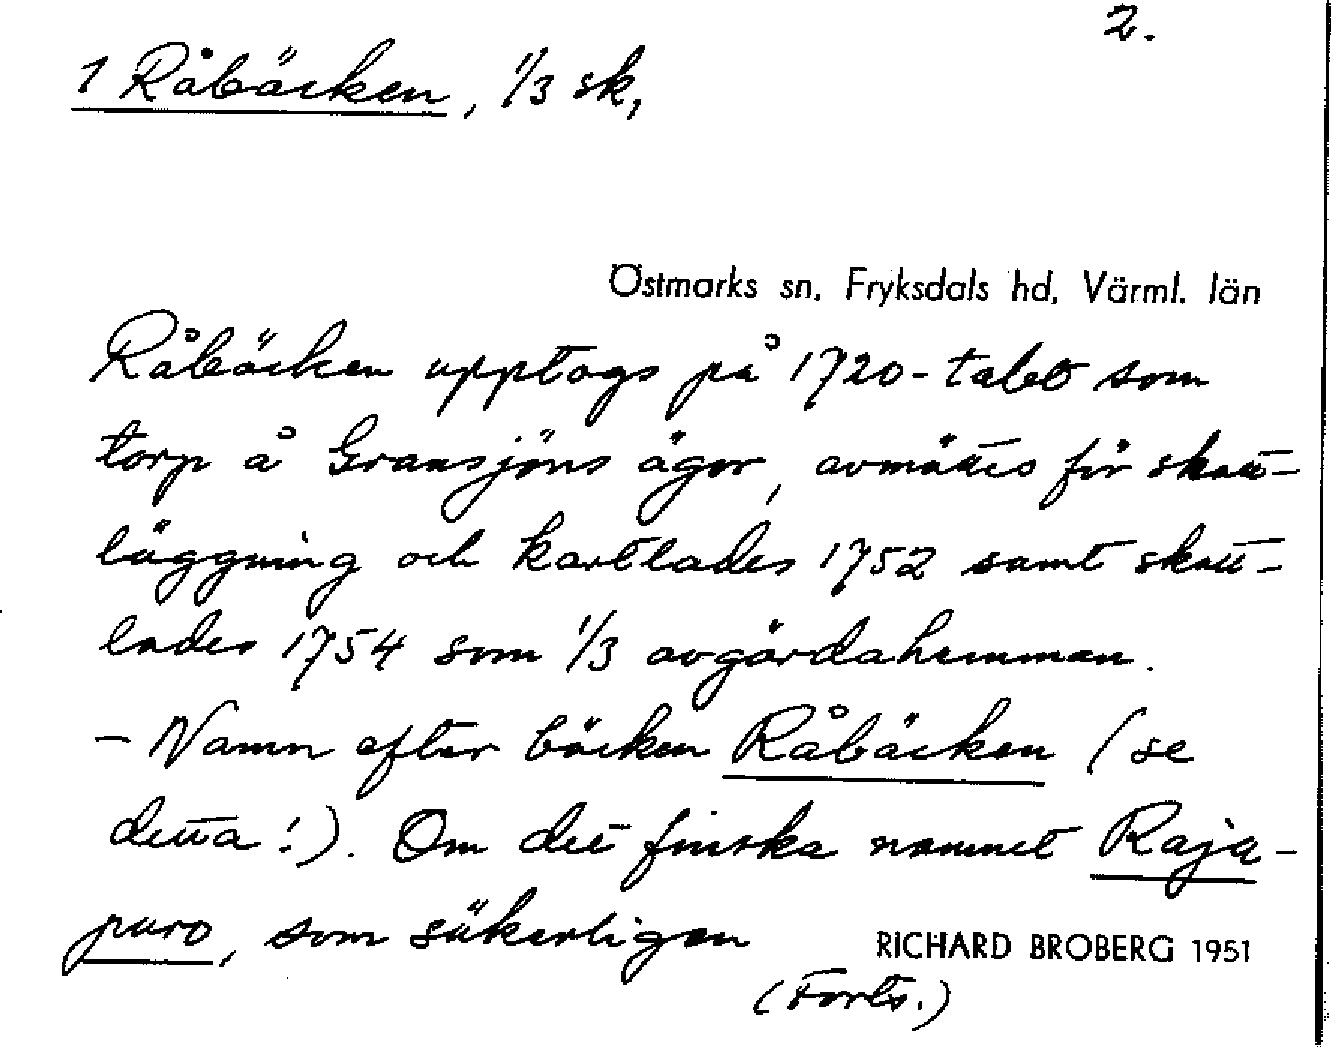 2.
1 Råbäcken, 1/3 sk,
Östmarks sn, Fryksdals hd, Värml. län
Råbäcken upptogs på 1720-talet som
torp å Gransjöns ägor, avmättes för skatt-
läggning och kartlades 1752 samt skatt-
lades 1754 som 1/3 avgärdahemman.
- Namn efter bäcken Råbäcken (se
detta!). Om det finska namnet Raja-
puro, som säkerligen
RICHARD BROBERG 1951
(Forts.)